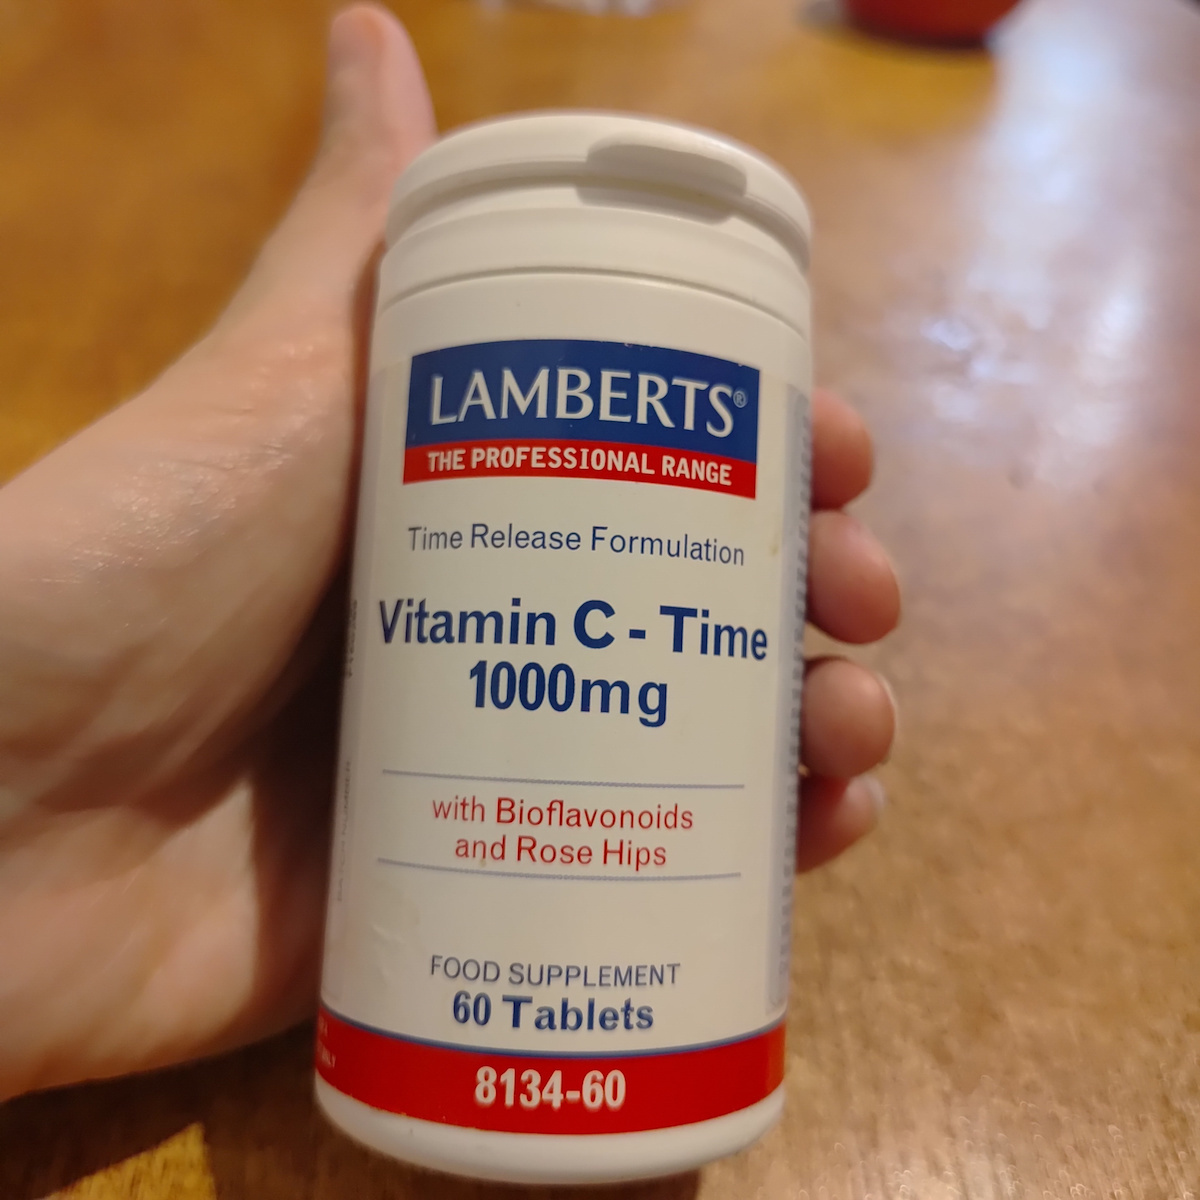 LAMBERTS®
THE PROFESSIONAL RANGE
Time Release Formulation
Vitamin C - Time
1000mg
with Bioflavonoids
and Rose Hips
FOOD SUPPLEMENT
60 Tablets
8134-60